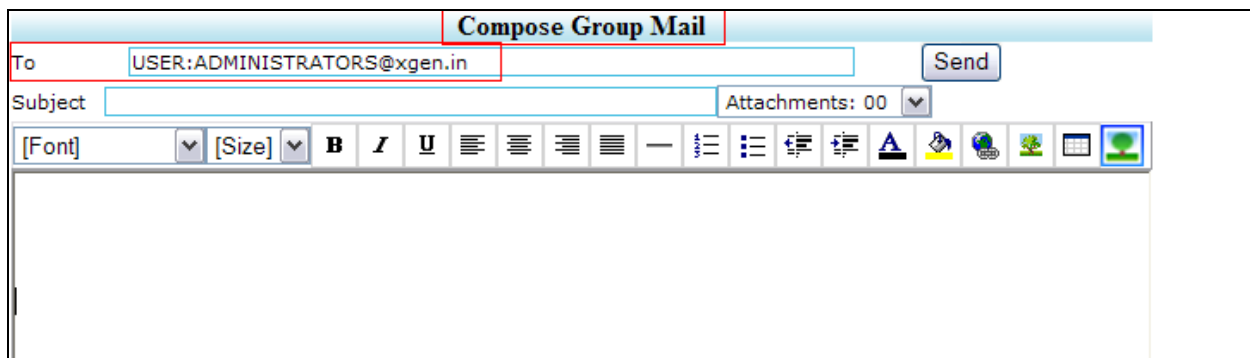 Compose Group Mail
To USER:ADMINISTRATORS@xgen.in Send
Subject Attachments: 00
[Font] [Size] B I U A